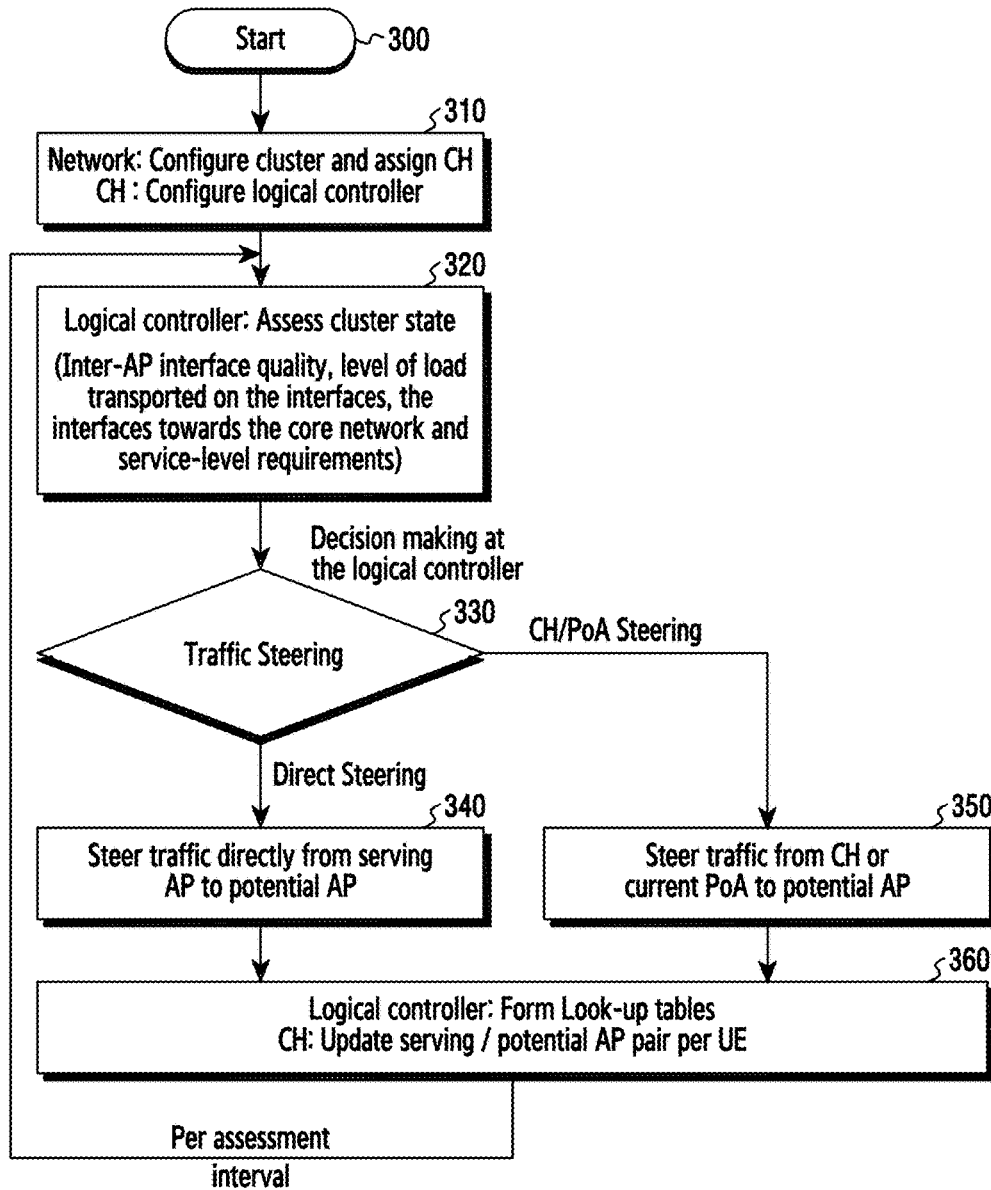 Start
300
310
Network: Configure cluster and assign CH
CH : Configure logical controller
320
Logical controller: Assess cluster state
(Inter-AP interface quality, level of load
transported on the interfaces, the
interfaces towards the core network and
service-level requirements)
Decision making at
the logical controller
330
Traffic Steering
CH/PoA Steering
Direct Steering
340
Steer traffic directly from serving
AP to potential AP
350
Steer traffic from CH or
current PoA to potential AP
360
Logical controller: Form Look-up tables
CH: Update serving / potential AP pair per UE
Per assessment
interval